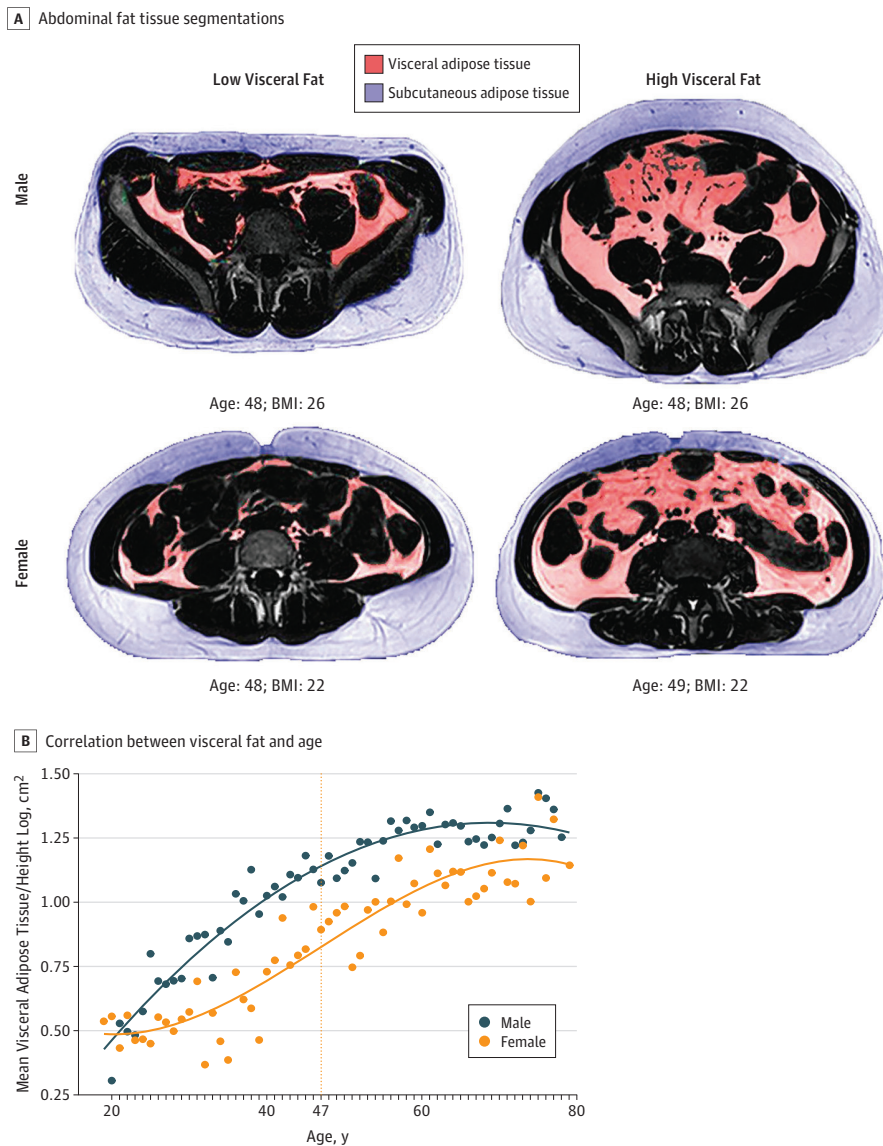 A Abdominal fat tissue segmentations
Low Visceral Fat
Visceral adipose tissue
Subcutaneous adipose tissue
High Visceral Fat
Male
Age: 48; BMI: 26
Age: 48; BMI: 26
Female
Age: 48; BMI: 22
Age: 49; BMI: 22
B Correlation between visceral fat and age
Mean Visceral Adipose Tissue/Height Log, cm²
1.50
1.25
1.00
0.75
0.50
0.25
Male
Female
20
40
47
60
80
Age, y